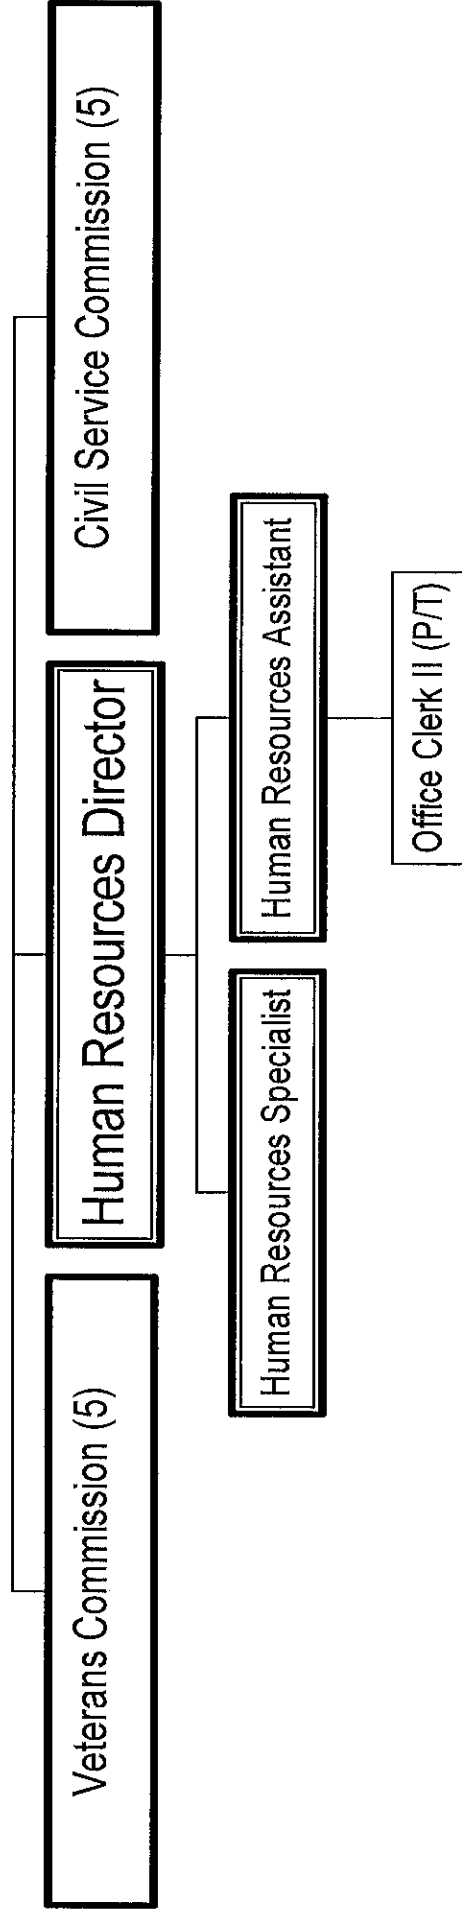 Veterans Commission (5)
Human Resources Director
Civil Service Commission (5)
Human Resources Specialist
Human Resources Assistant
Office Clerk II (P/T)